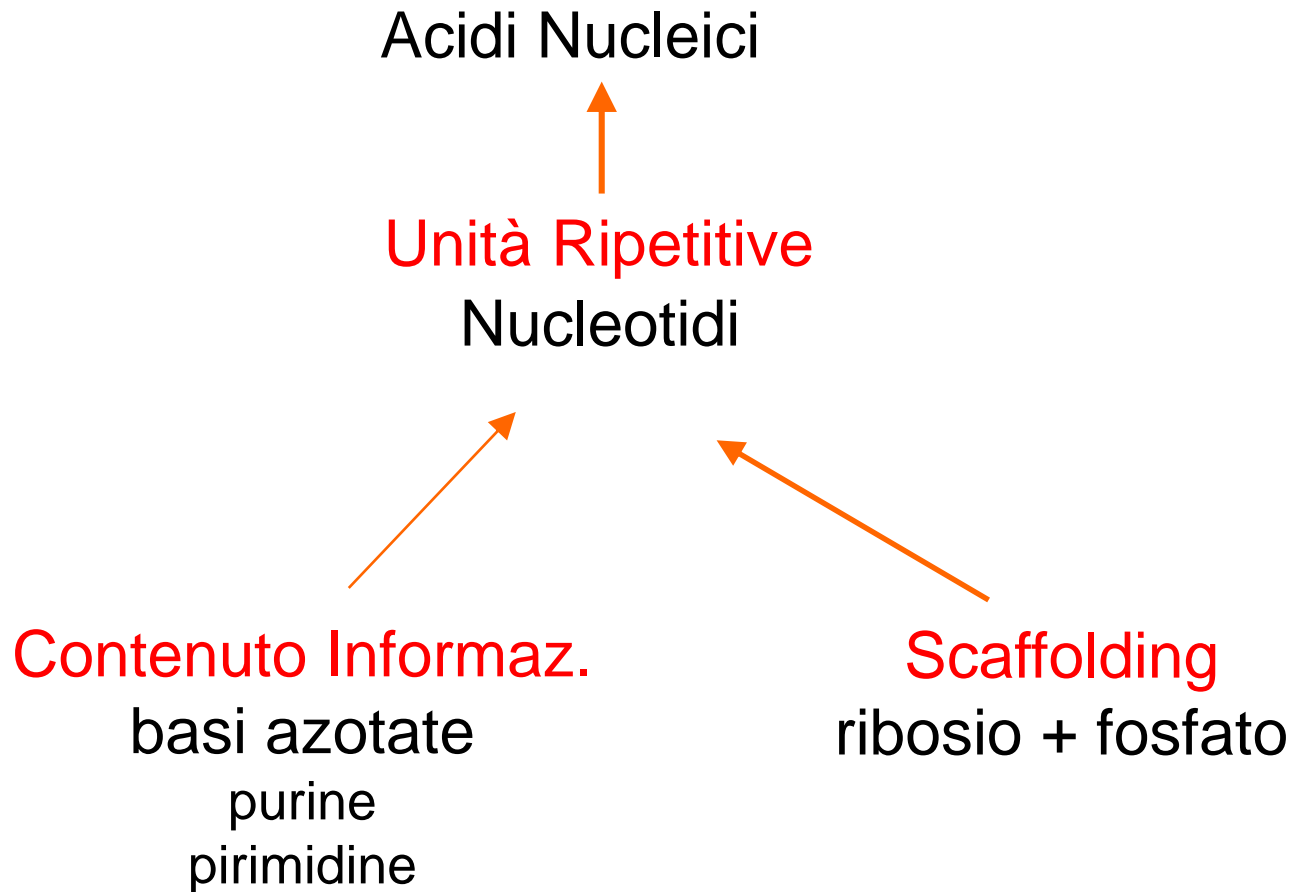 Acidi Nucleici
Unità Ripetitive
Nucleotidi
Contenuto Informaz.
basi azotate
purine
pirimidine
Scaffolding
ribosio + fosfato